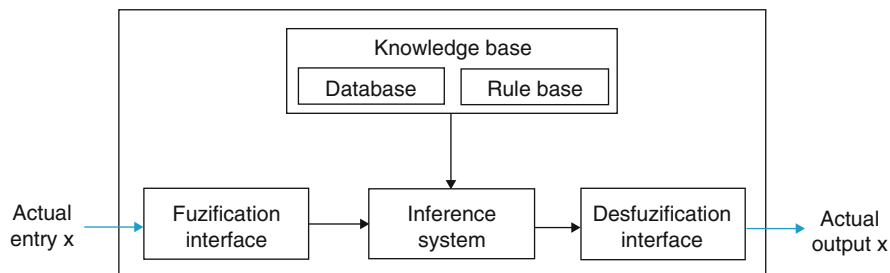 Knowledge base
Database
Rule base
Actual
entry x
Fuzification
interface
Inference
system
Desfuzification
interface
Actual
output x